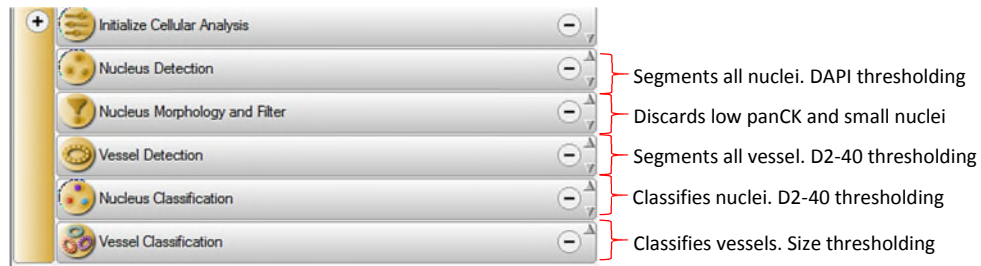 Initialize Cellular Analysis
Nucleus Detection
Segments all nuclei. DAPI thresholding
Nucleus Morphology and Filter
Discards low panCK and small nuclei
Vessel Detection
Segments all vessel. D2-40 thresholding
Nucleus Classification
Classifies nuclei. D2-40 thresholding
Vessel Classification
Classifies vessels. Size thresholding